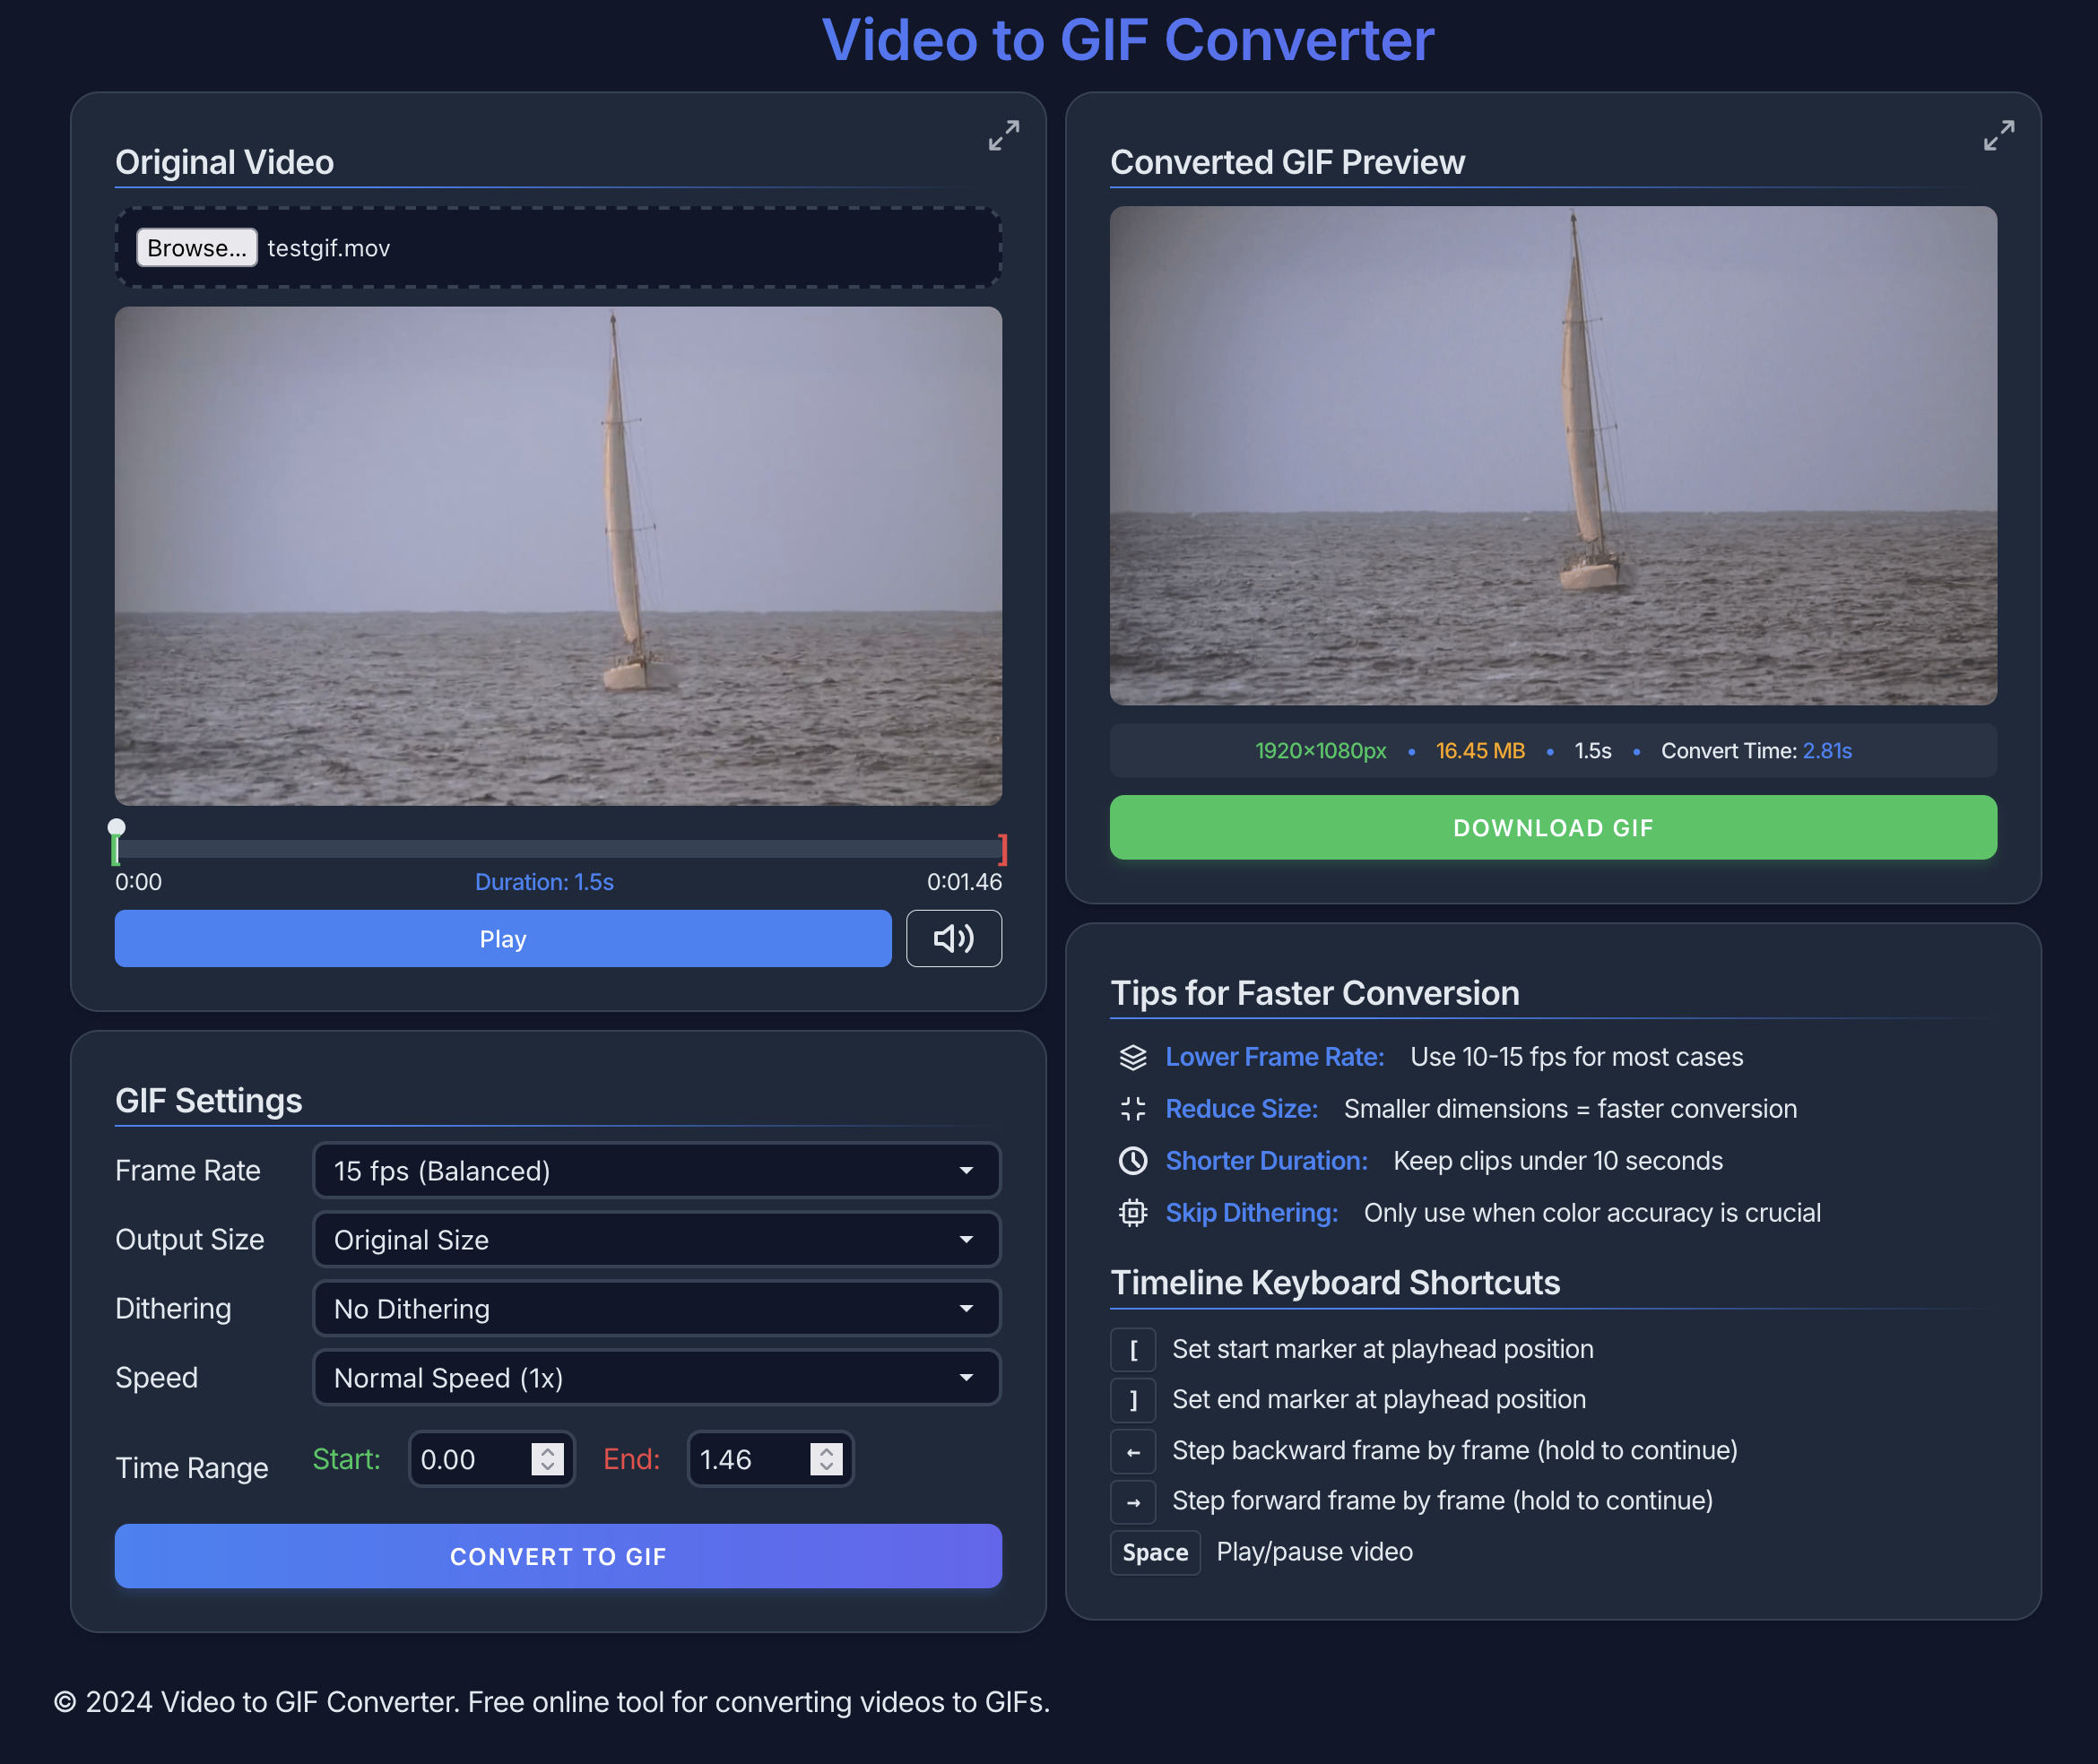 Video to GIF Converter
Original Video
Browse... testgif.mov
0:00 Duration: 1.5s 0:01.46
Play
GIF Settings
Frame Rate 15 fps (Balanced)
Output Size Original Size
Dithering No Dithering
Speed Normal Speed (1x)
Time Range Start: 0.00 End: 1.46
CONVERT TO GIF
Converted GIF Preview
1920×1080px • 16.45 MB • 1.5s • Convert Time: 2.81s
DOWNLOAD GIF
Tips for Faster Conversion
Lower Frame Rate: Use 10-15 fps for most cases
Reduce Size: Smaller dimensions = faster conversion
Shorter Duration: Keep clips under 10 seconds
Skip Dithering: Only use when color accuracy is crucial
Timeline Keyboard Shortcuts
[ Set start marker at playhead position
] Set end marker at playhead position
← Step backward frame by frame (hold to continue)
→ Step forward frame by frame (hold to continue)
Space Play/pause video
© 2024 Video to GIF Converter. Free online tool for converting videos to GIFs.